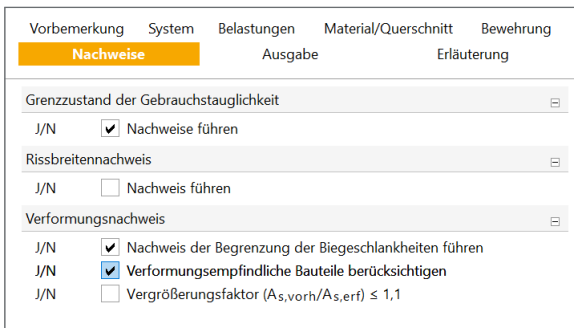 Vorbemerkung System Belastungen Material/Querschnitt Bewehrung
Nachweise Ausgabe Erläuterung
Grenzzustand der Gebrauchstauglichkeit
J/N Nachweise führen
Rissbreitennachweis
J/N Nachweis führen
Verformungsnachweis
J/N Nachweis der Begrenzung der Biegeschlankheiten führen
J/N Verformungsempfindliche Bauteile berücksichtigen
J/N Vergrößerungsfaktor (As,vorh/As,erf) ≤ 1,1